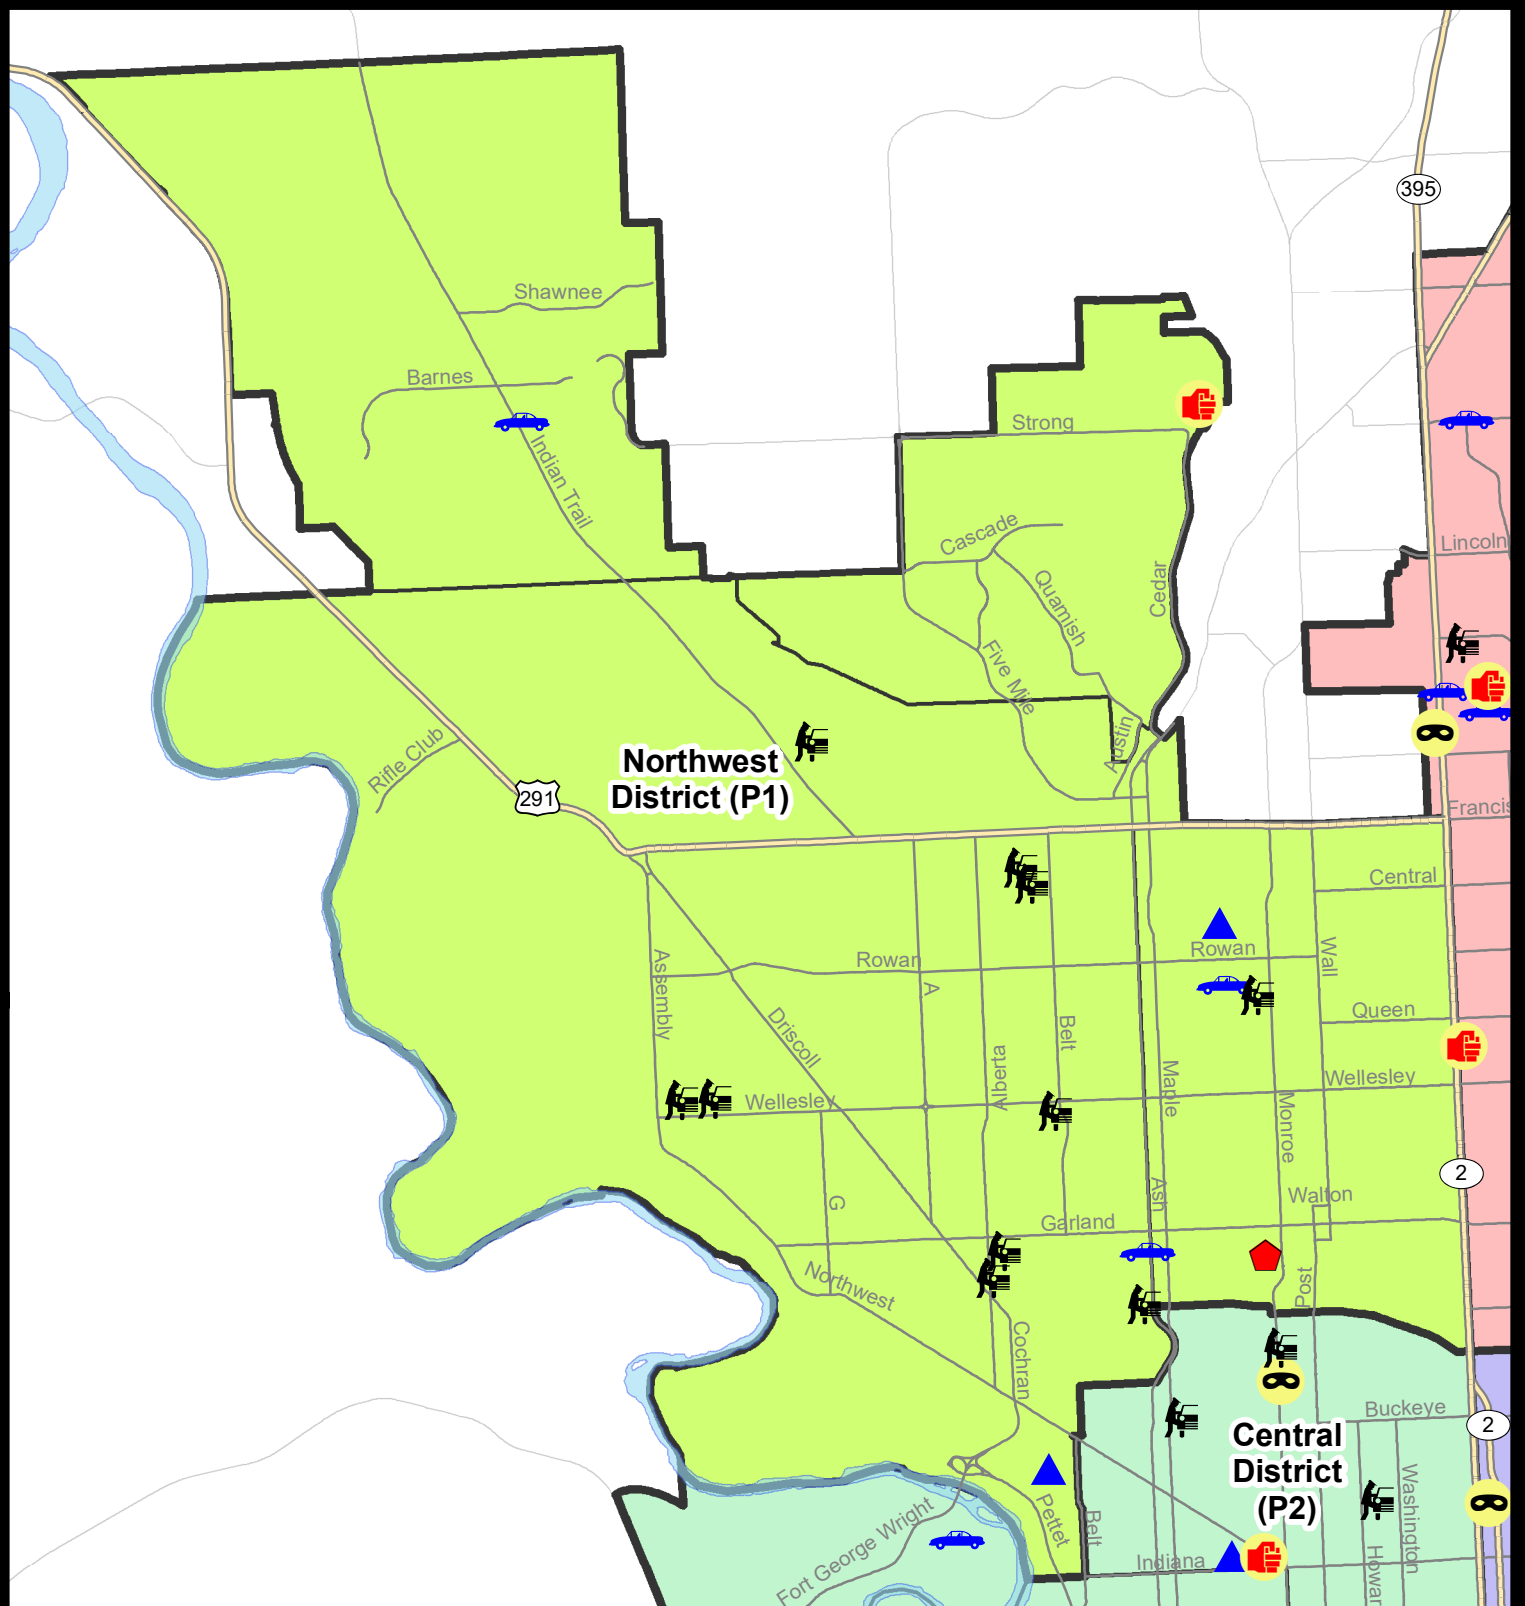 395
Shawnee
Barnes
Strong
Indian Trail
Cascade
Lincoln
Quamish
Cedar
Five Mile
Austin
Rifle Club
Northwest
District (P1)
291
Francis
Central
Rowan
Rowan
Wall
Assembly
A
Queen
Driscoll
Belt
Alberta
Maple
Wellesley
Wellesley
Monroe
2
Ash
Walton
G
Garland
Northwest
Post
Cochran
Buckeye
2
Central
District
(P2)
Washington
Pettet
Belt
Fort George Wright
Indiana
Howar